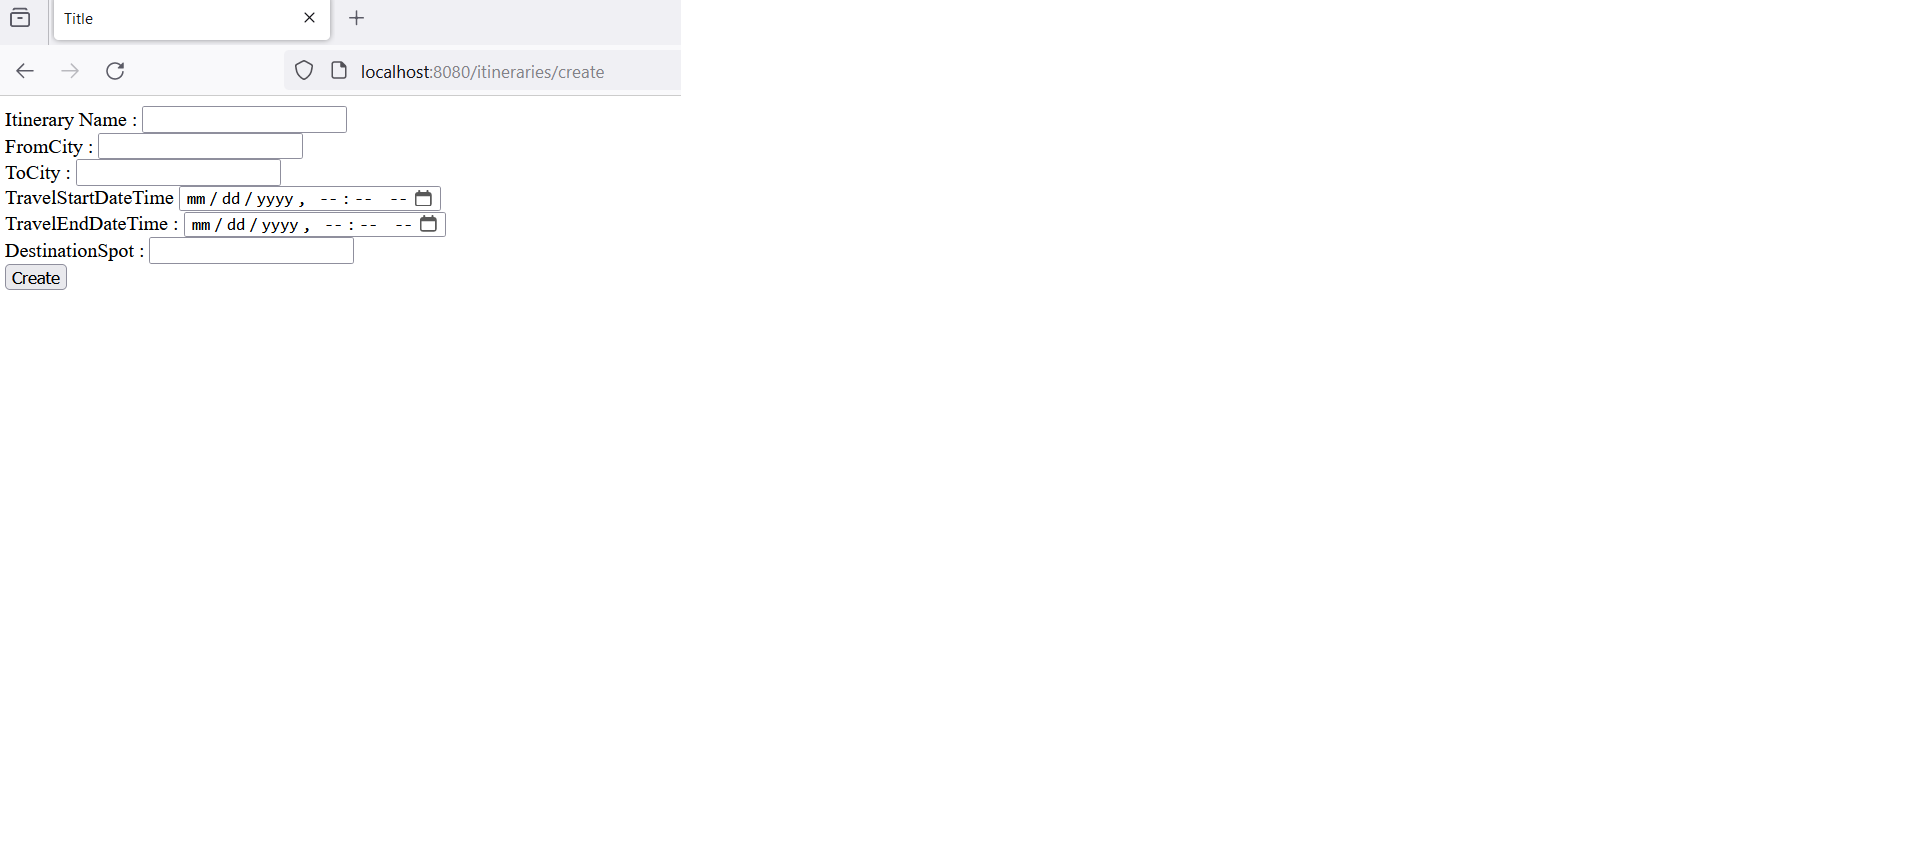 Title
localhost:8080/itineraries/create
Itinerary Name :
FromCity :
ToCity :
TravelStartDateTime mm/dd/yyyy, --:-- --
TravelEndDateTime : mm/dd/yyyy, --:-- --
DestinationSpot :
Create